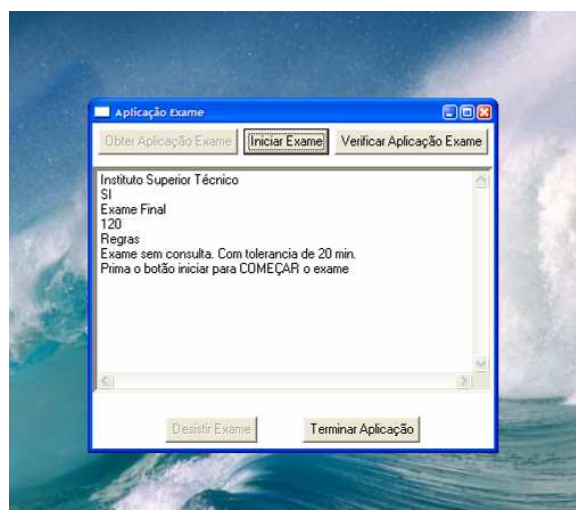 Aplicação Exame
Obter Aplicação Exame Iniciar Exame Verificar Aplicação Exame
Instituto Superior Técnico
SI
Exame Final
120
Regras
Exame sem consulta. Com tolerancia de 20 min.
Prima o botão iniciar para COMEÇAR o exame
Desistir Exame Terminar Aplicação